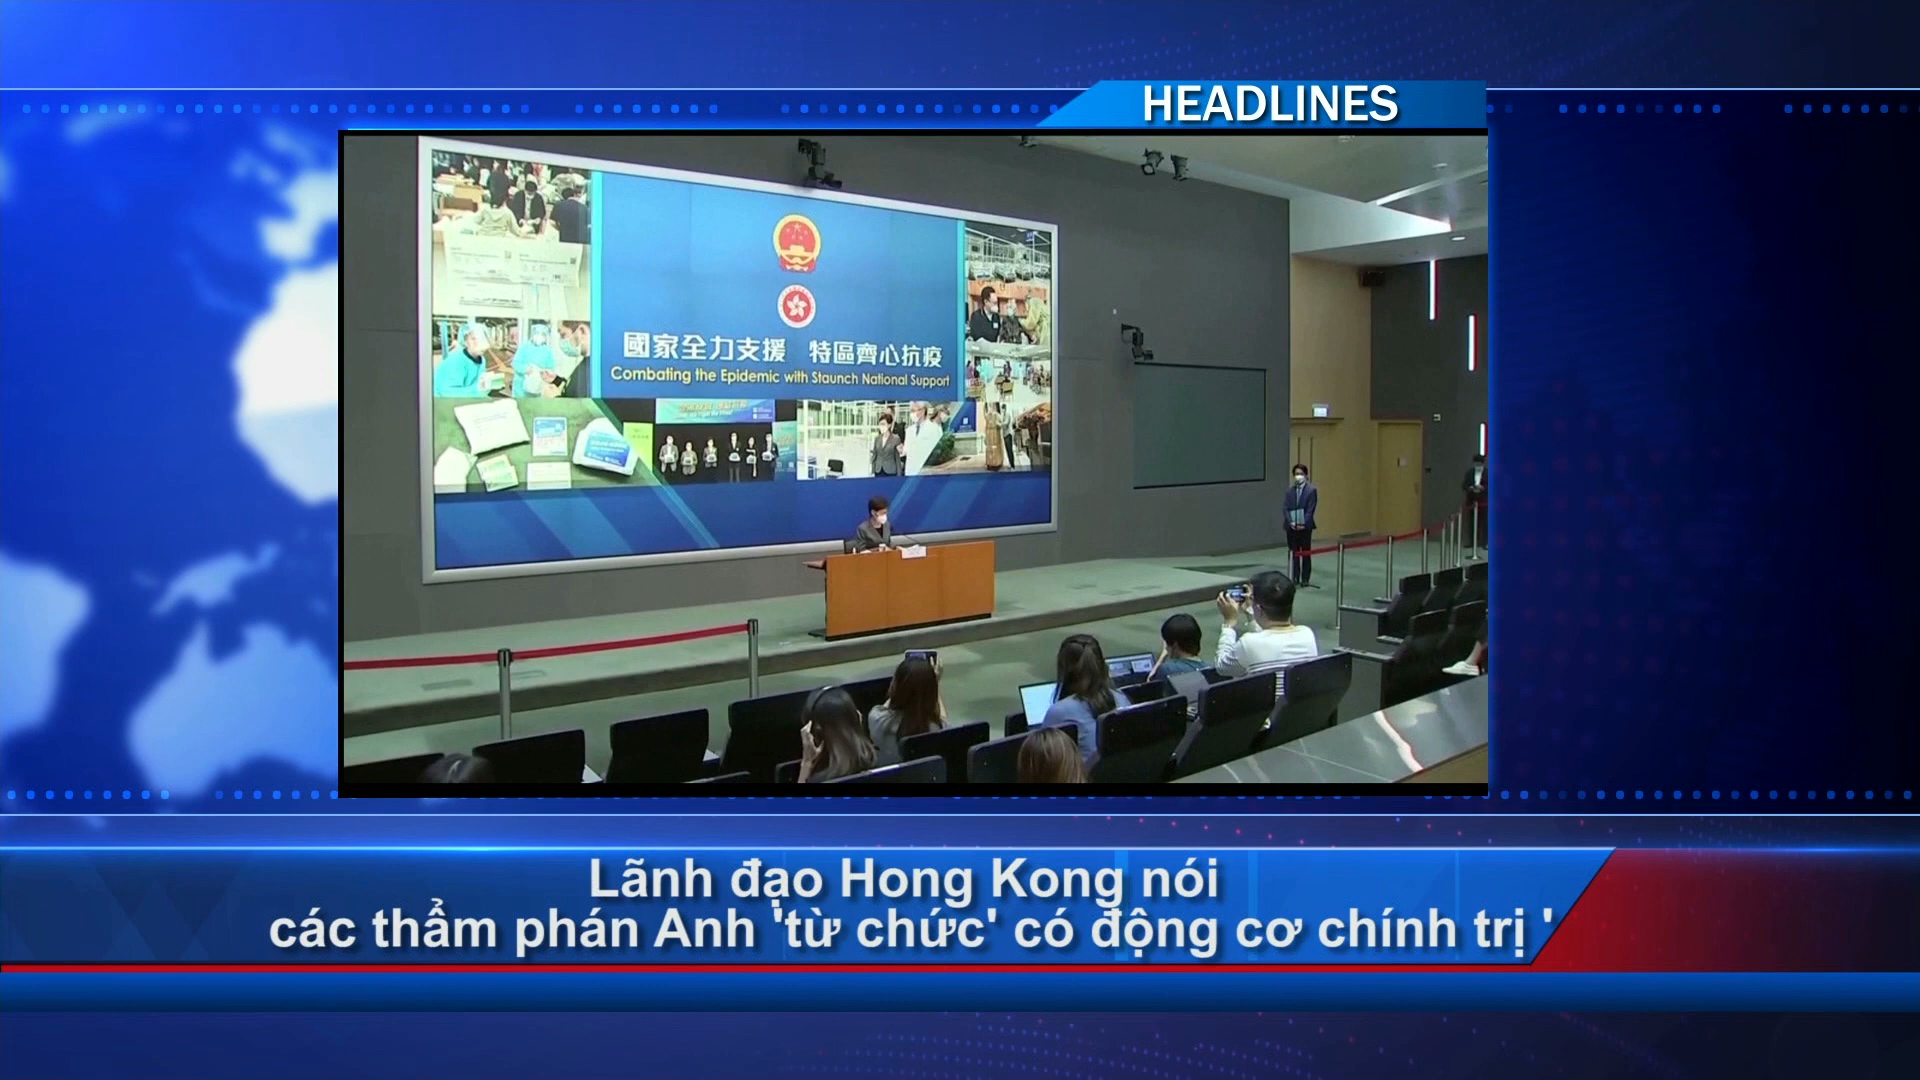 HEADLINES
國家全力支援 特區齊心抗疫
Combating the Epidemic with Staunch National Support
Lãnh đạo Hong Kong nói
các thẩm phán Anh 'từ chức' có động cơ chính trị '